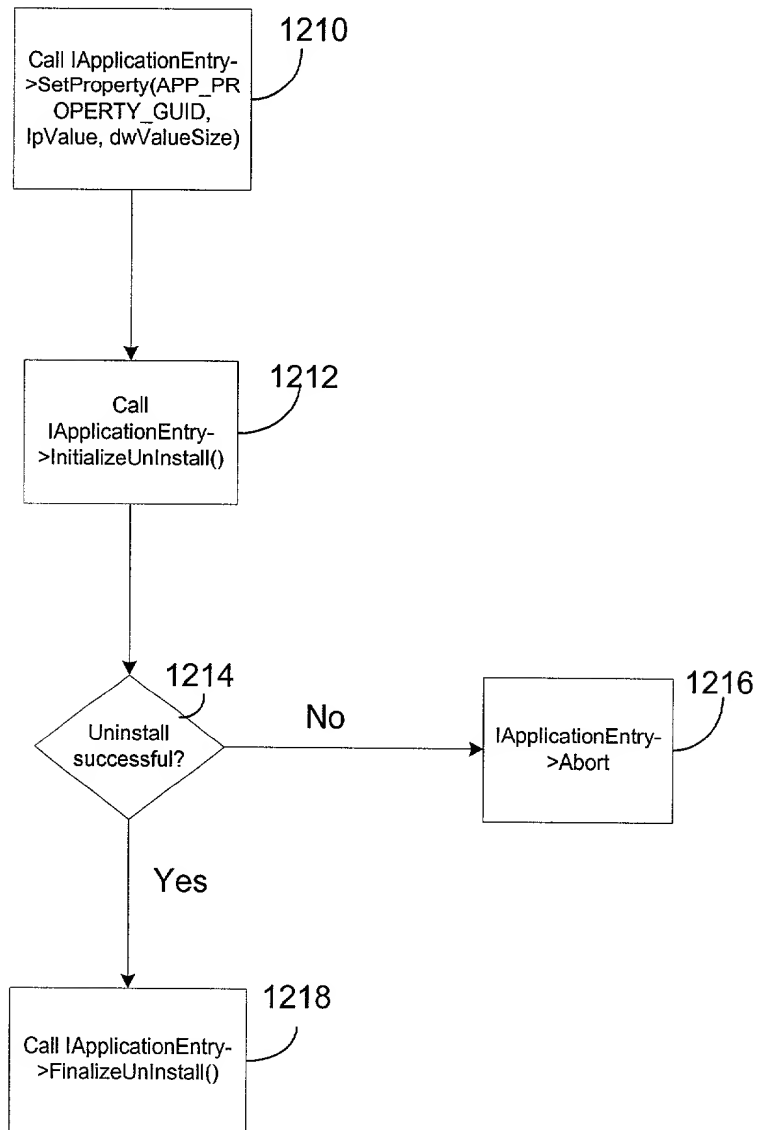 1210
Call IApplicationEntry-
>SetProperty(APP_PR
OPERTY_GUID,
lpValue, dwValueSize)
1212
Call
IApplicationEntry-
>InitializeUnInstall()
1214
Uninstall
successful?
No
1216
IApplicationEntry-
>Abort
Yes
1218
Call IApplicationEntry-
>FinalizeUnInstall()